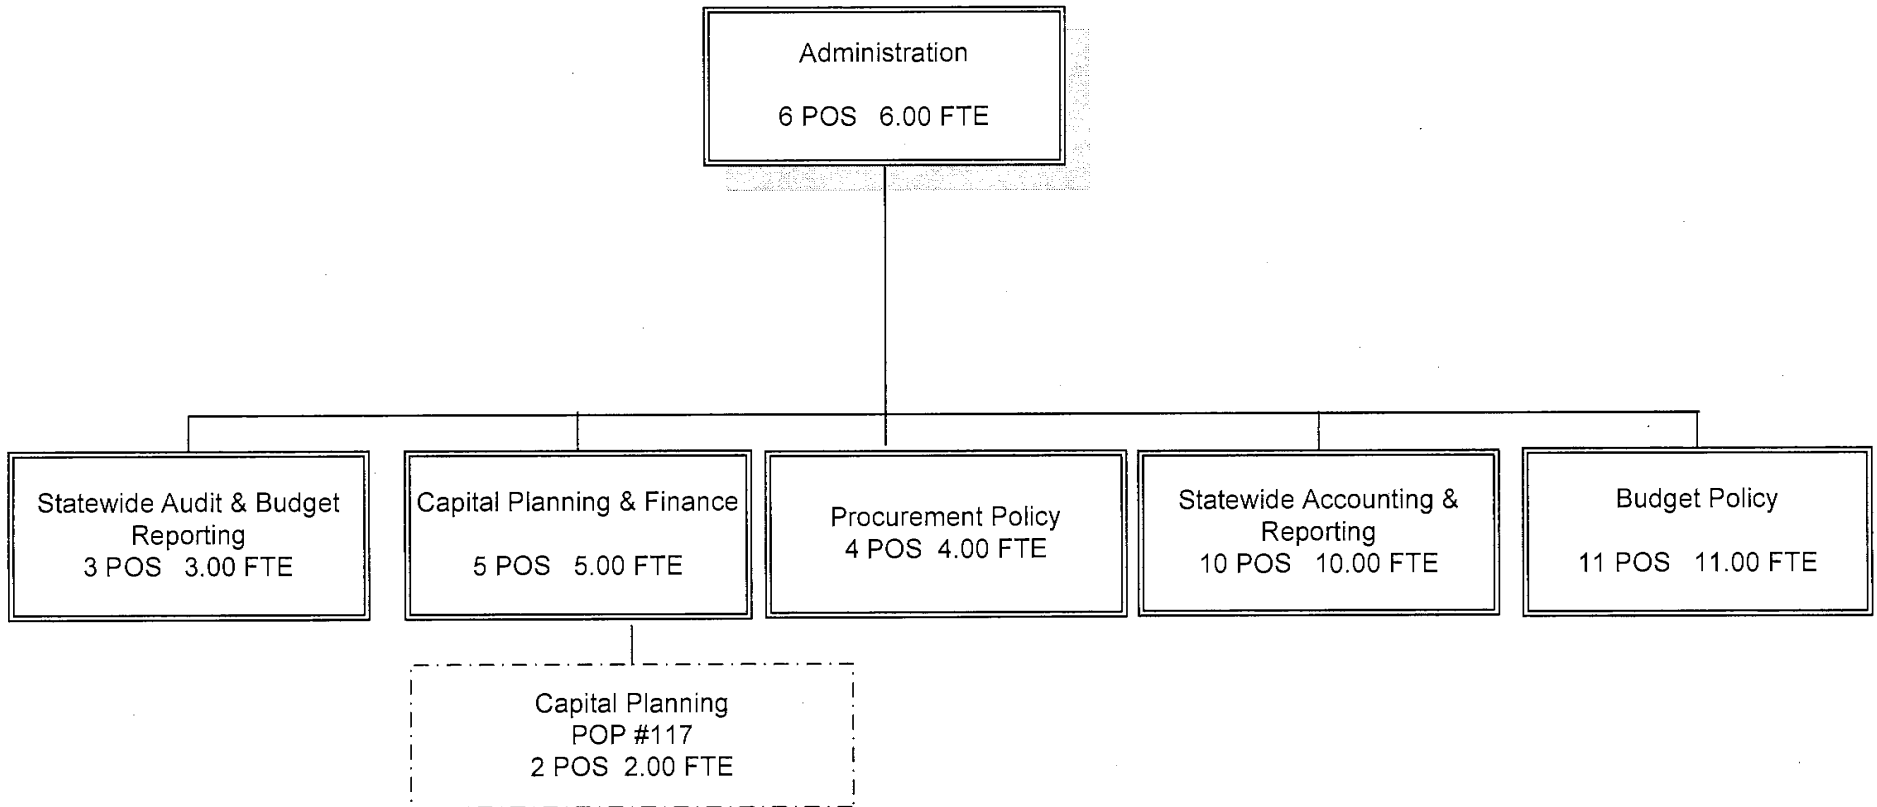 Administration
6 POS 6.00 FTE
Statewide Audit & Budget
Reporting
3 POS 3.00 FTE
Capital Planning & Finance
5 POS 5.00 FTE
Procurement Policy
4 POS 4.00 FTE
Statewide Accounting &
Reporting
10 POS 10.00 FTE
Budget Policy
11 POS 11.00 FTE
Capital Planning
POP #117
2 POS 2.00 FTE